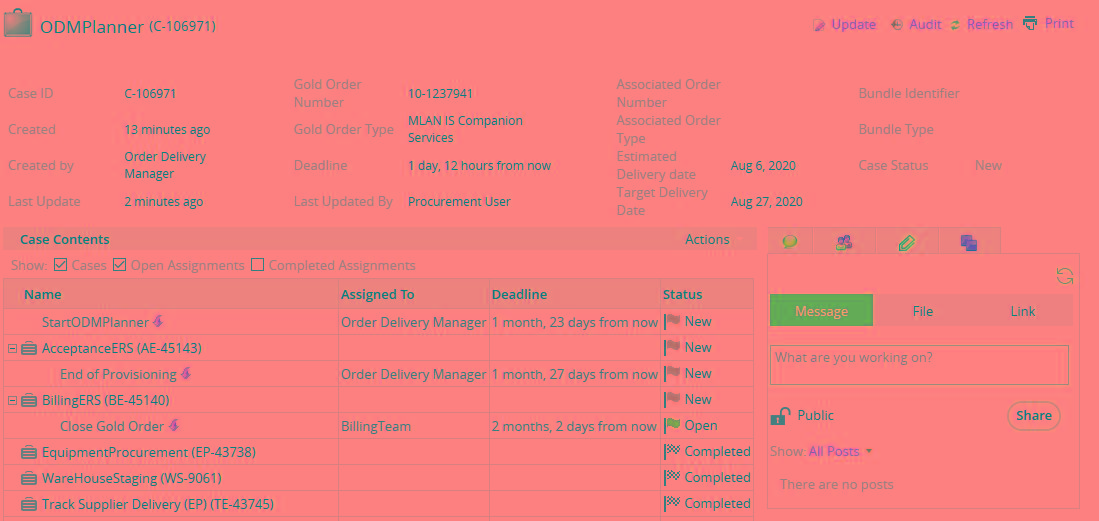 ODMPlanner (C-106971)
Update Audit Refresh Print
Case ID C-106971 Gold Order Number 10-1237941 Associated Order Number Bundle Identifier
Created 13 minutes ago Gold Order Type MLAN IS Companion Services Associated Order Type Bundle Type
Created by Order Delivery Manager Deadline 1 day, 12 hours from now Estimated Delivery date Aug 6, 2020 Case Status New
Last Update 2 minutes ago Last Updated By Procurement User Target Delivery Date Aug 27, 2020
Case Contents Actions
Show: Cases Open Assignments Completed Assignments
Name Assigned To Deadline Status
StartODMPlanner Order Delivery Manager 1 month, 23 days from now New
AcceptanceERS (AE-45143) New
End of Provisioning Order Delivery Manager 1 month, 27 days from now New
BillingERS (BE-45140) New
Close Gold Order BillingTeam 2 months, 2 days from now Open
EquipmentProcurement (EP-43738) Completed
WareHouseStaging (WS-9061) Completed
Track Supplier Delivery (EP) (TE-43745) Completed
Message File Link
What are you working on?
Public Share
Show: All Posts
There are no posts